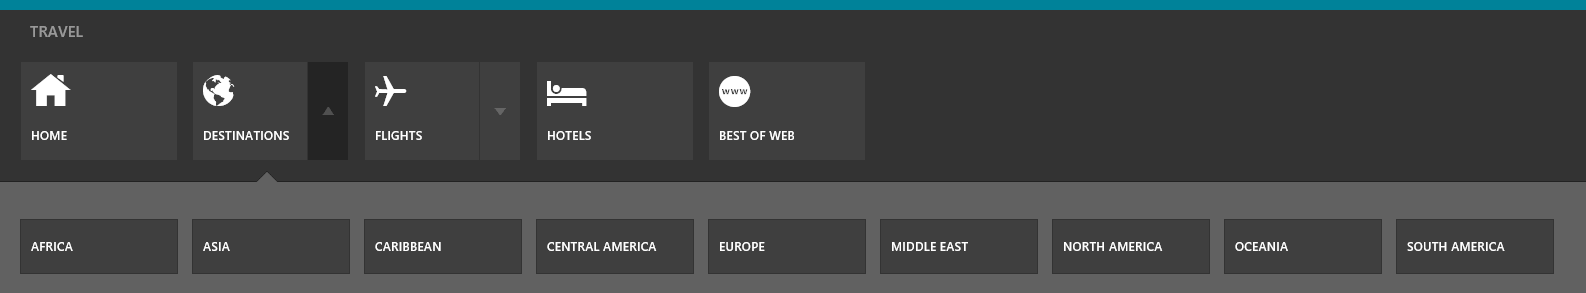 TRAVEL
HOME
DESTINATIONS
FLIGHTS
HOTELS
www
BEST OF WEB
AFRICA
ASIA
CARIBBEAN
CENTRAL AMERICA
EUROPE
MIDDLE EAST
NORTH AMERICA
OCEANIA
SOUTH AMERICA